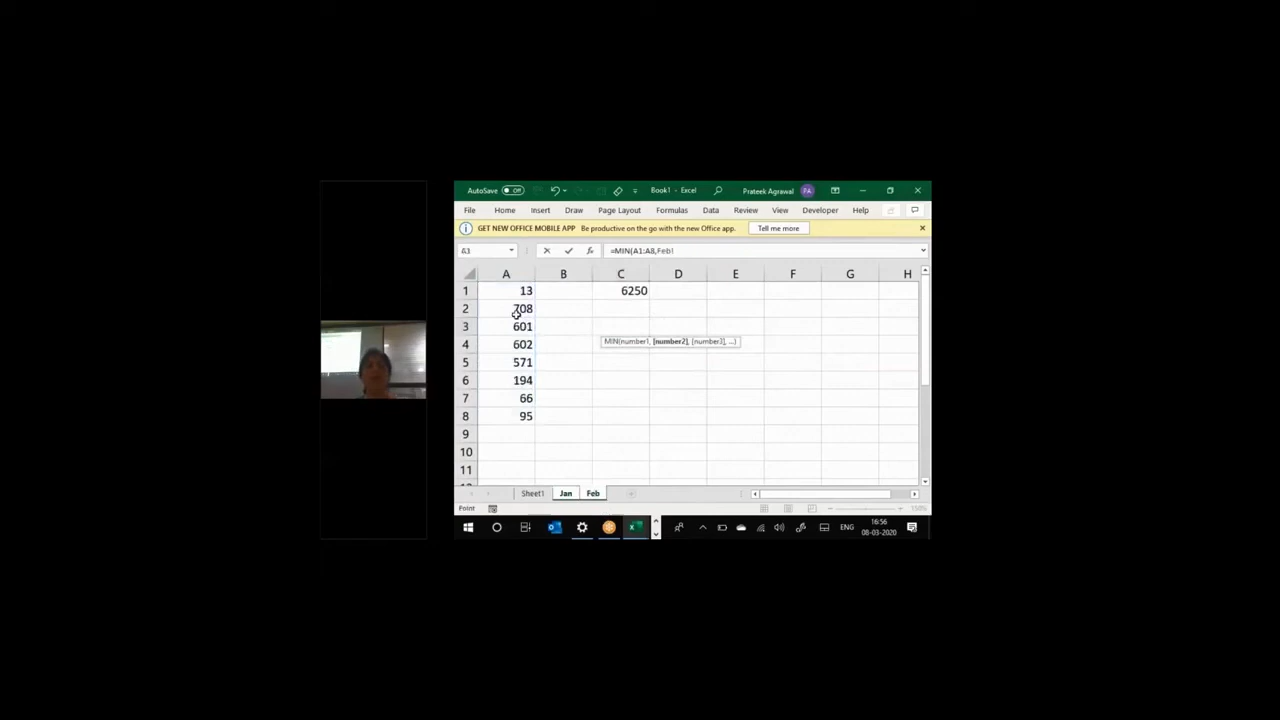 AutoSave Off Book1 - Excel Prateek Agrawal PA
File Home Insert Draw Page Layout Formulas Data Review View Developer Help
GET NEW OFFICE MOBILE APP Be productive on the go with the new Office app. Tell me more
=MIN(A1:A8,Feb!
A B C D E F G H
1 13 6250
2 708
3 601
4 602
MIN(number1, [number2], [number3], ...)
5 571
6 194
7 66
8 95
9
10
11
Sheet1 Jan Feb
Point
ENG
16:56
08-03-2020